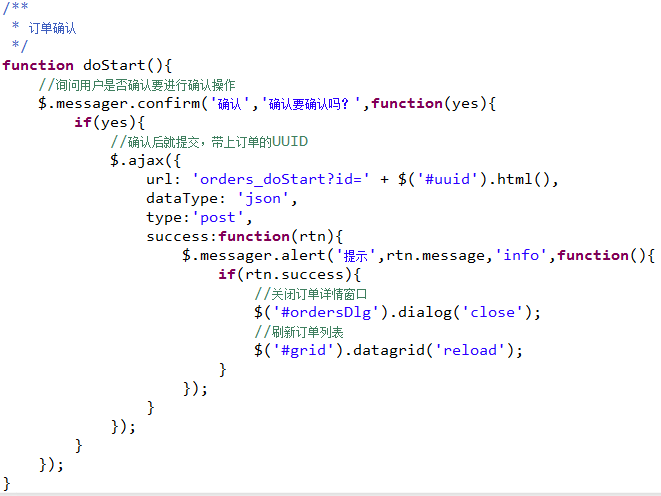 /**
 * 订单确认
 */
function doStart(){
    //询问用户是否确认要进行确认操作
    $.messager.confirm('确认','确认要确认吗？',function(yes){
        if(yes){
            //确认后就提交，带上订单的UUID
            $.ajax({
                url: 'orders_doStart?id=' + $('#uuid').html(),
                dataType: 'json',
                type:'post',
                success:function(rtn){
                    $.messager.alert('提示',rtn.message,'info',function(){
                        if(rtn.success){
                            //关闭订单详情窗口
                            $('#ordersDlg').dialog('close');
                            //刷新订单列表
                            $('#grid').datagrid('reload');
                        }
                    });
                }
            });
        }
    });
}